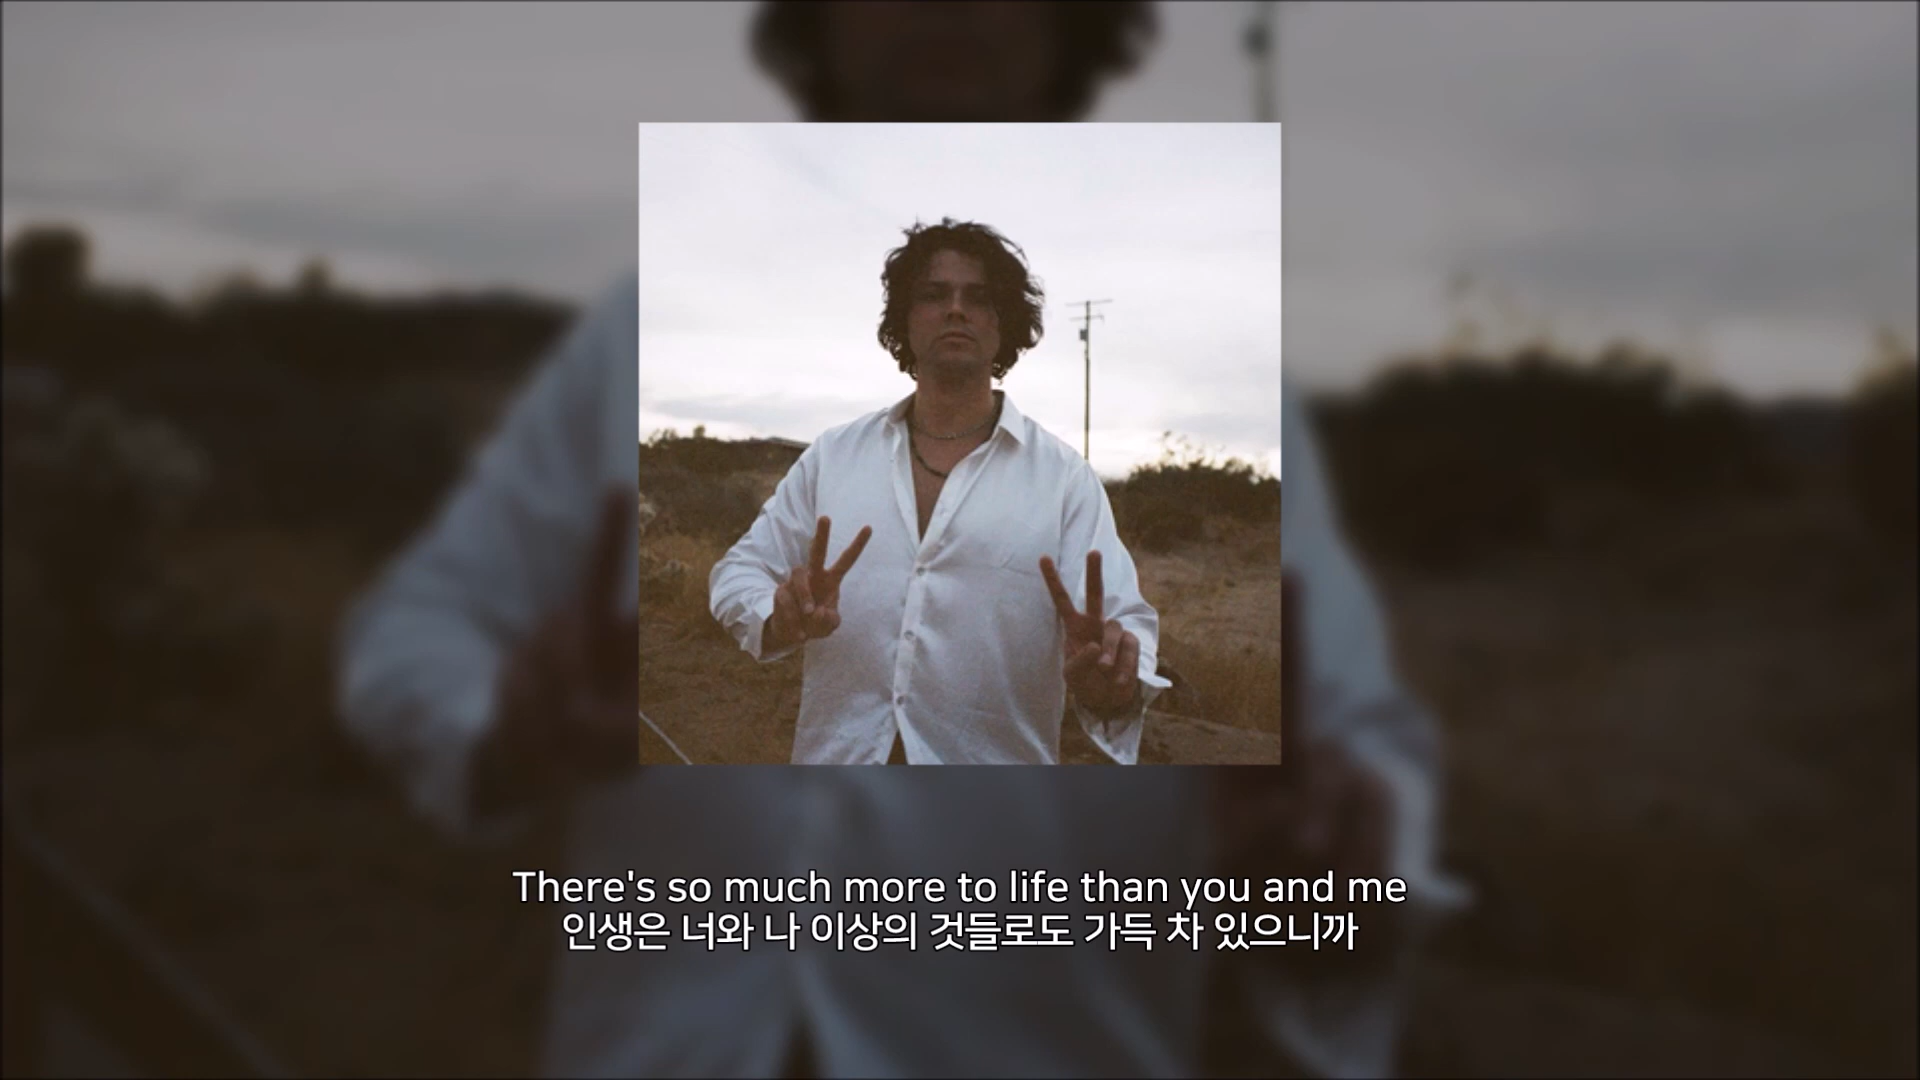 There's so much more to life than you and me
인생은 너와 나 이상의 것들로도 가득 차 있으니까